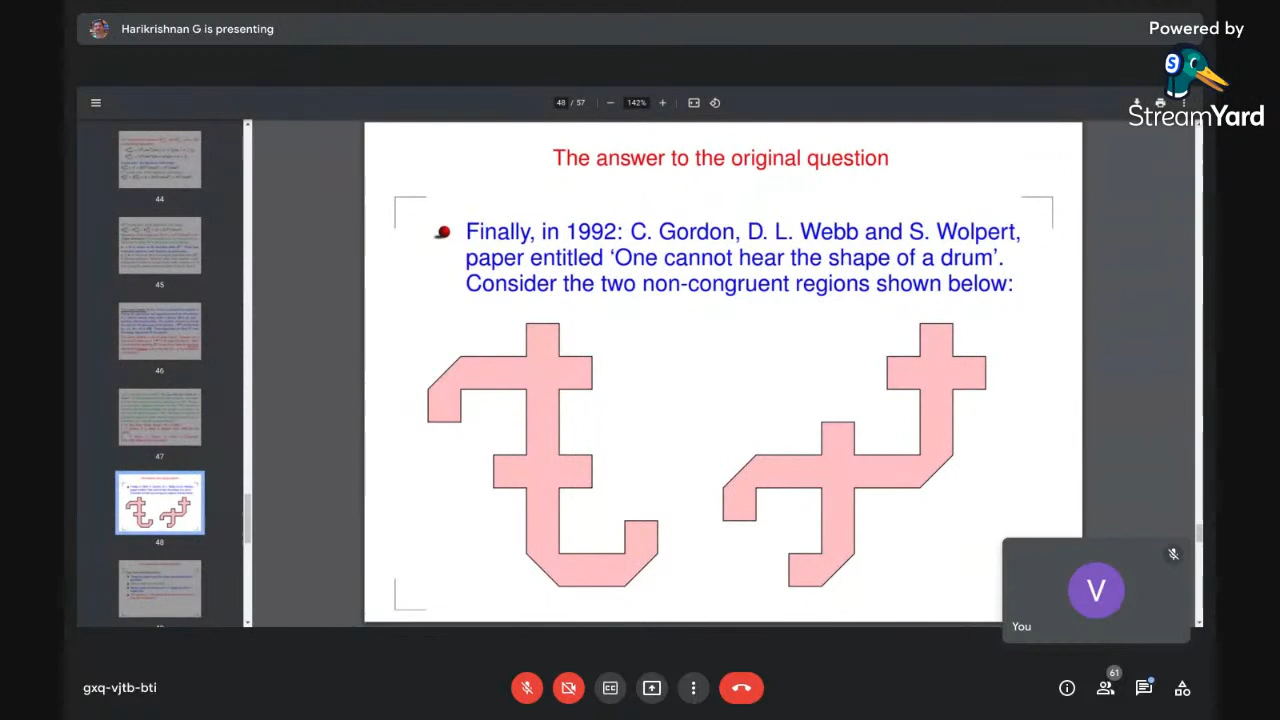 Harikrishnan G is presenting
Powered by
StreamYard
48 / 57
142%
The answer to the original question
Finally, in 1992: C. Gordon, D. L. Webb and S. Wolpert,
paper entitled ‘One cannot hear the shape of a drum’.
Consider the two non-congruent regions shown below:
44
45
46
47
48
V
You
gxq-vjtb-bti
CC
61